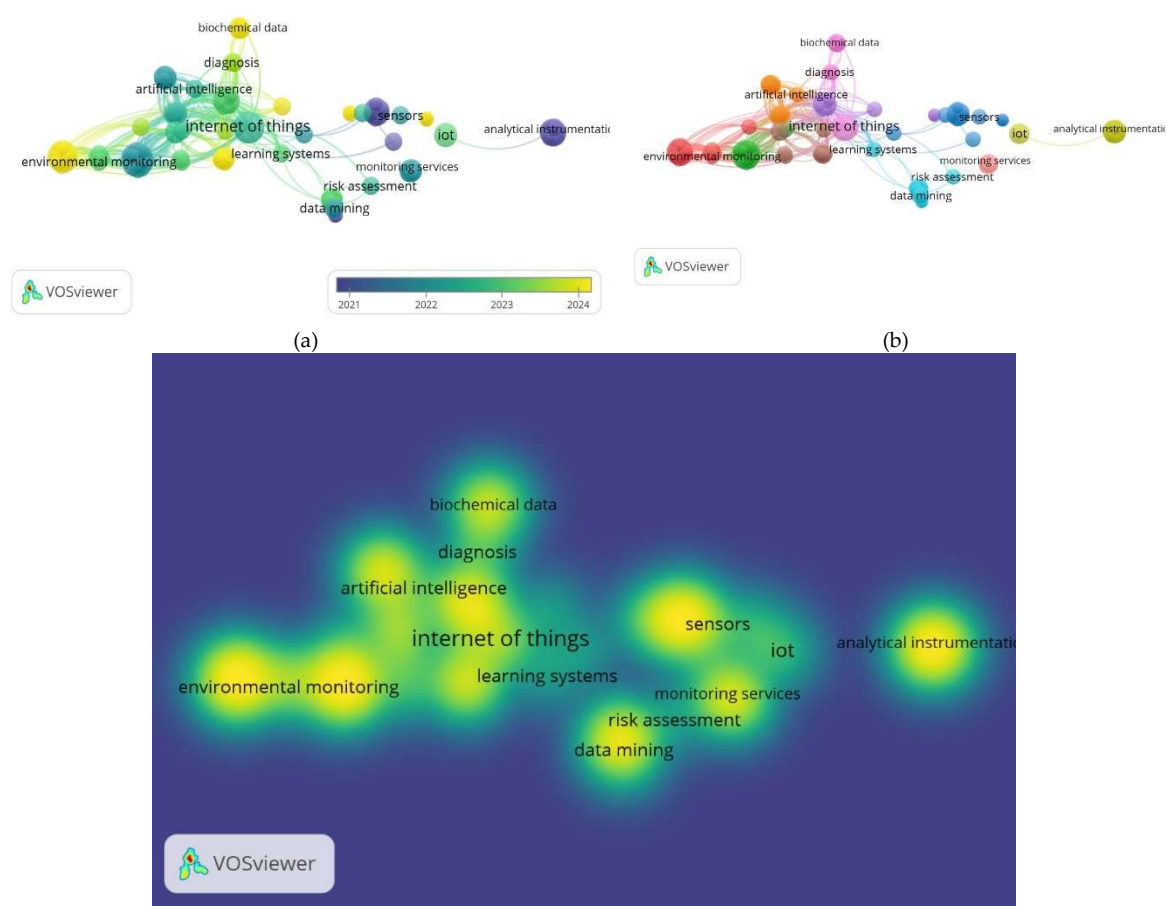 biochemical data
diagnosis
artificial intelligence
internet of things
learning systems
environmental monitoring
sensors
iot
analytical instrumentatic
monitoring services
risk assessment
data mining
VOSviewer
2021 2022 2023 2024
(a)
biochemical data
diagnosis
artificial intelligence
internet of things
learning systems
environmental monitoring
sensors
iot
analytical instrumentatic
monitoring services
risk assessment
data mining
VOSviewer
(b)
biochemical data
diagnosis
artificial intelligence
internet of things
sensors
iot
analytical instrumentatic
learning systems
environmental monitoring
monitoring services
risk assessment
data mining
VOSviewer